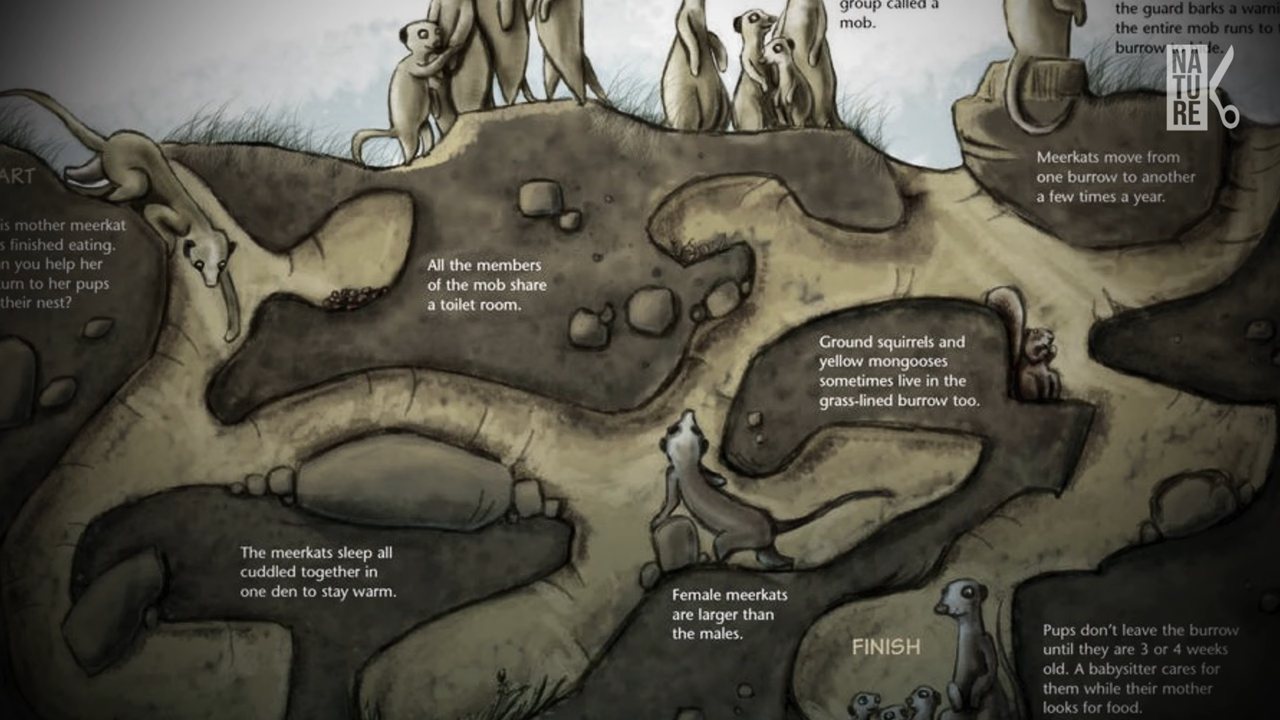 group called a
mob.
the guard barks a
the entire mob runs to
burrow
NA
TU
RE
Meerkats move from
one burrow to another
a few times a year.
mother meerkat
finished eating.
you help her
to her pups
their nest?
All the members
of the mob share
a toilet room.
Ground squirrels and
yellow mongooses
sometimes live in the
grass-lined burrow too.
The meerkats sleep all
cuddled together in
one den to stay warm.
Female meerkats
are larger than
the males.
FINISH
Pups don't leave the burrow
until they are 3 or 4 weeks
old. A babysitter cares for
them while their mother
looks for food.